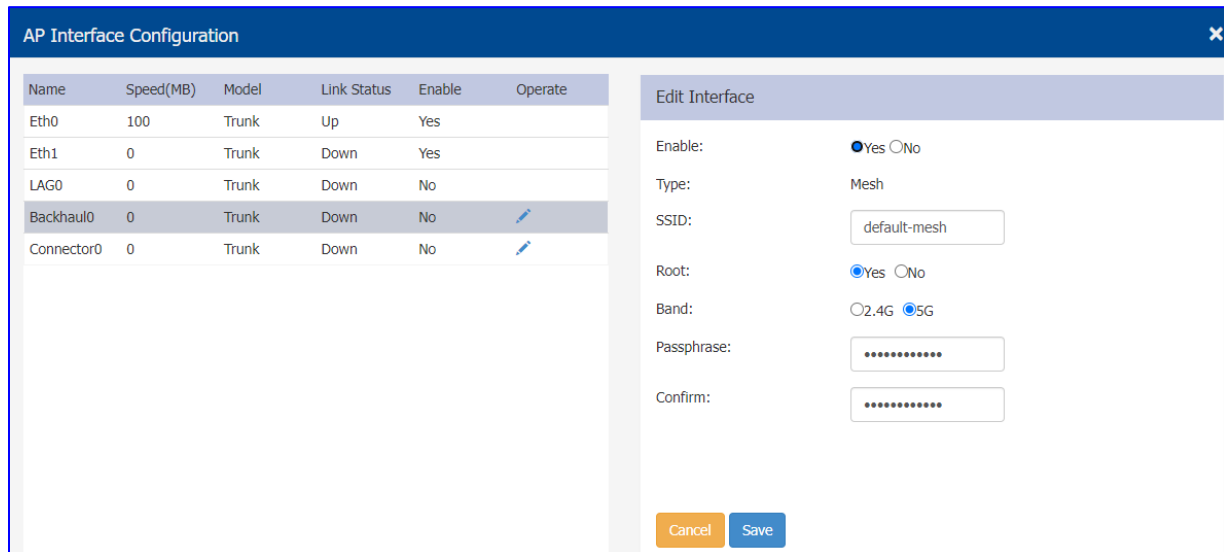 AP Interface Configuration
Name Speed(MB) Model Link Status Enable Operate
Eth0 100 Trunk Up Yes
Eth1 0 Trunk Down Yes
LAG0 0 Trunk Down No
Backhaul0 0 Trunk Down No
Connector0 0 Trunk Down No
Edit Interface
Enable: Yes No
Type: Mesh
SSID: default-mesh
Root: Yes No
Band: 2.4G 5G
Passphrase: ••••••••••••
Confirm: ••••••••••••
Cancel Save